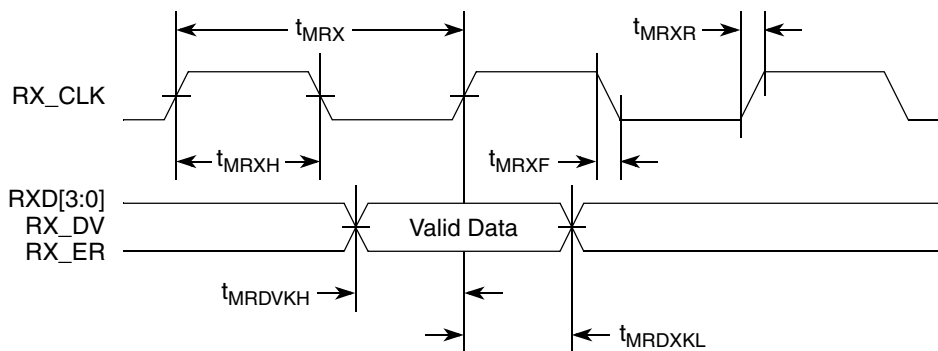 tMRX
tMRXR
RX_CLK
tMRXH
tMRXF
RXD[3:0]
RX_DV
Valid Data
RX_ER
tMRDVKH
tMRDXKL